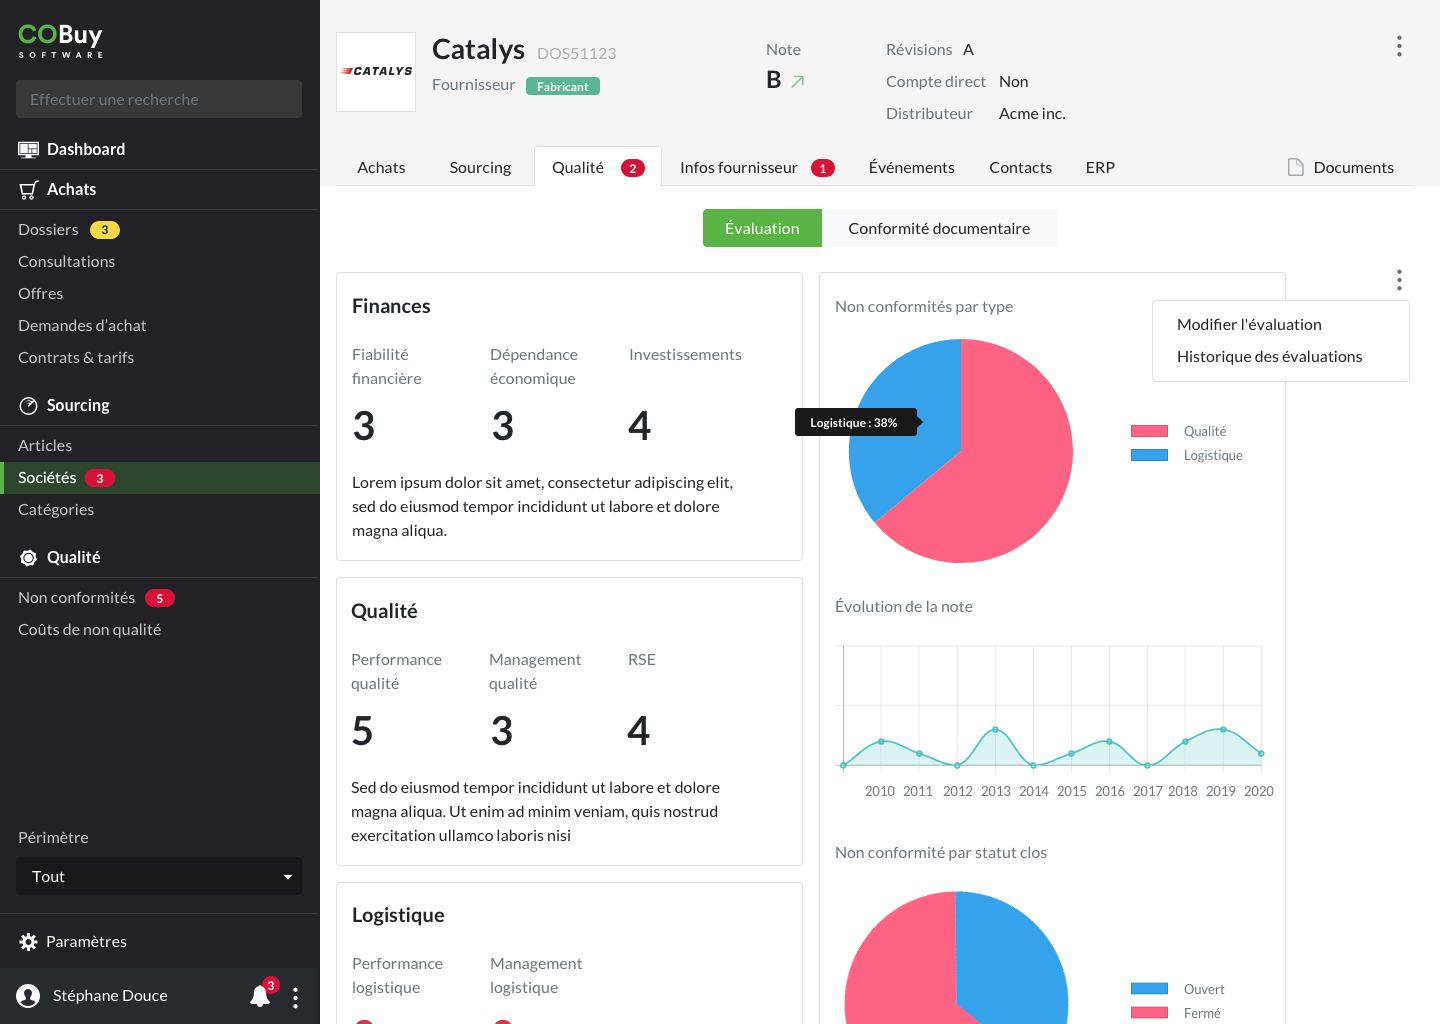 COBuy
SOFTWARE
Effectuer une recherche
Dashboard
Achats
Dossiers 3
Consultations
Offres
Demandes d’achat
Contrats & tarifs
Sourcing
Articles
Sociétés 3
Catégories
Qualité
Non conformités 5
Coûts de non qualité
Périmètre
Tout
Paramètres
Stéphane Douce 3
CATALYS
Catalys DOS51123
Fournisseur Fabricant
Note
B
Révisions A
Compte direct Non
Distributeur Acme inc.
Achats Sourcing Qualité 2 Infos fournisseur 1 Événements Contacts ERP Documents
Évaluation Conformité documentaire
Finances
Fiabilité financière
Dépendance économique
Investissements
3 3 4
Lorem ipsum dolor sit amet, consectetur adipiscing elit,
sed do eiusmod tempor incididunt ut labore et dolore
magna aliqua.
Qualité
Performance qualité
Management qualité
RSE
5 3 4
Sed do eiusmod tempor incididunt ut labore et dolore
magna aliqua. Ut enim ad minim veniam, quis nostrud
exercitation ullamco laboris nisi
Logistique
Performance logistique
Management logistique
Non conformités par type
Modifier l'évaluation
Historique des évaluations
Logistique : 38%
Qualité
Logistique
Évolution de la note
2010 2011 2012 2013 2014 2015 2016 2017 2018 2019 2020
Non conformité par statut clos
Ouvert
Fermé